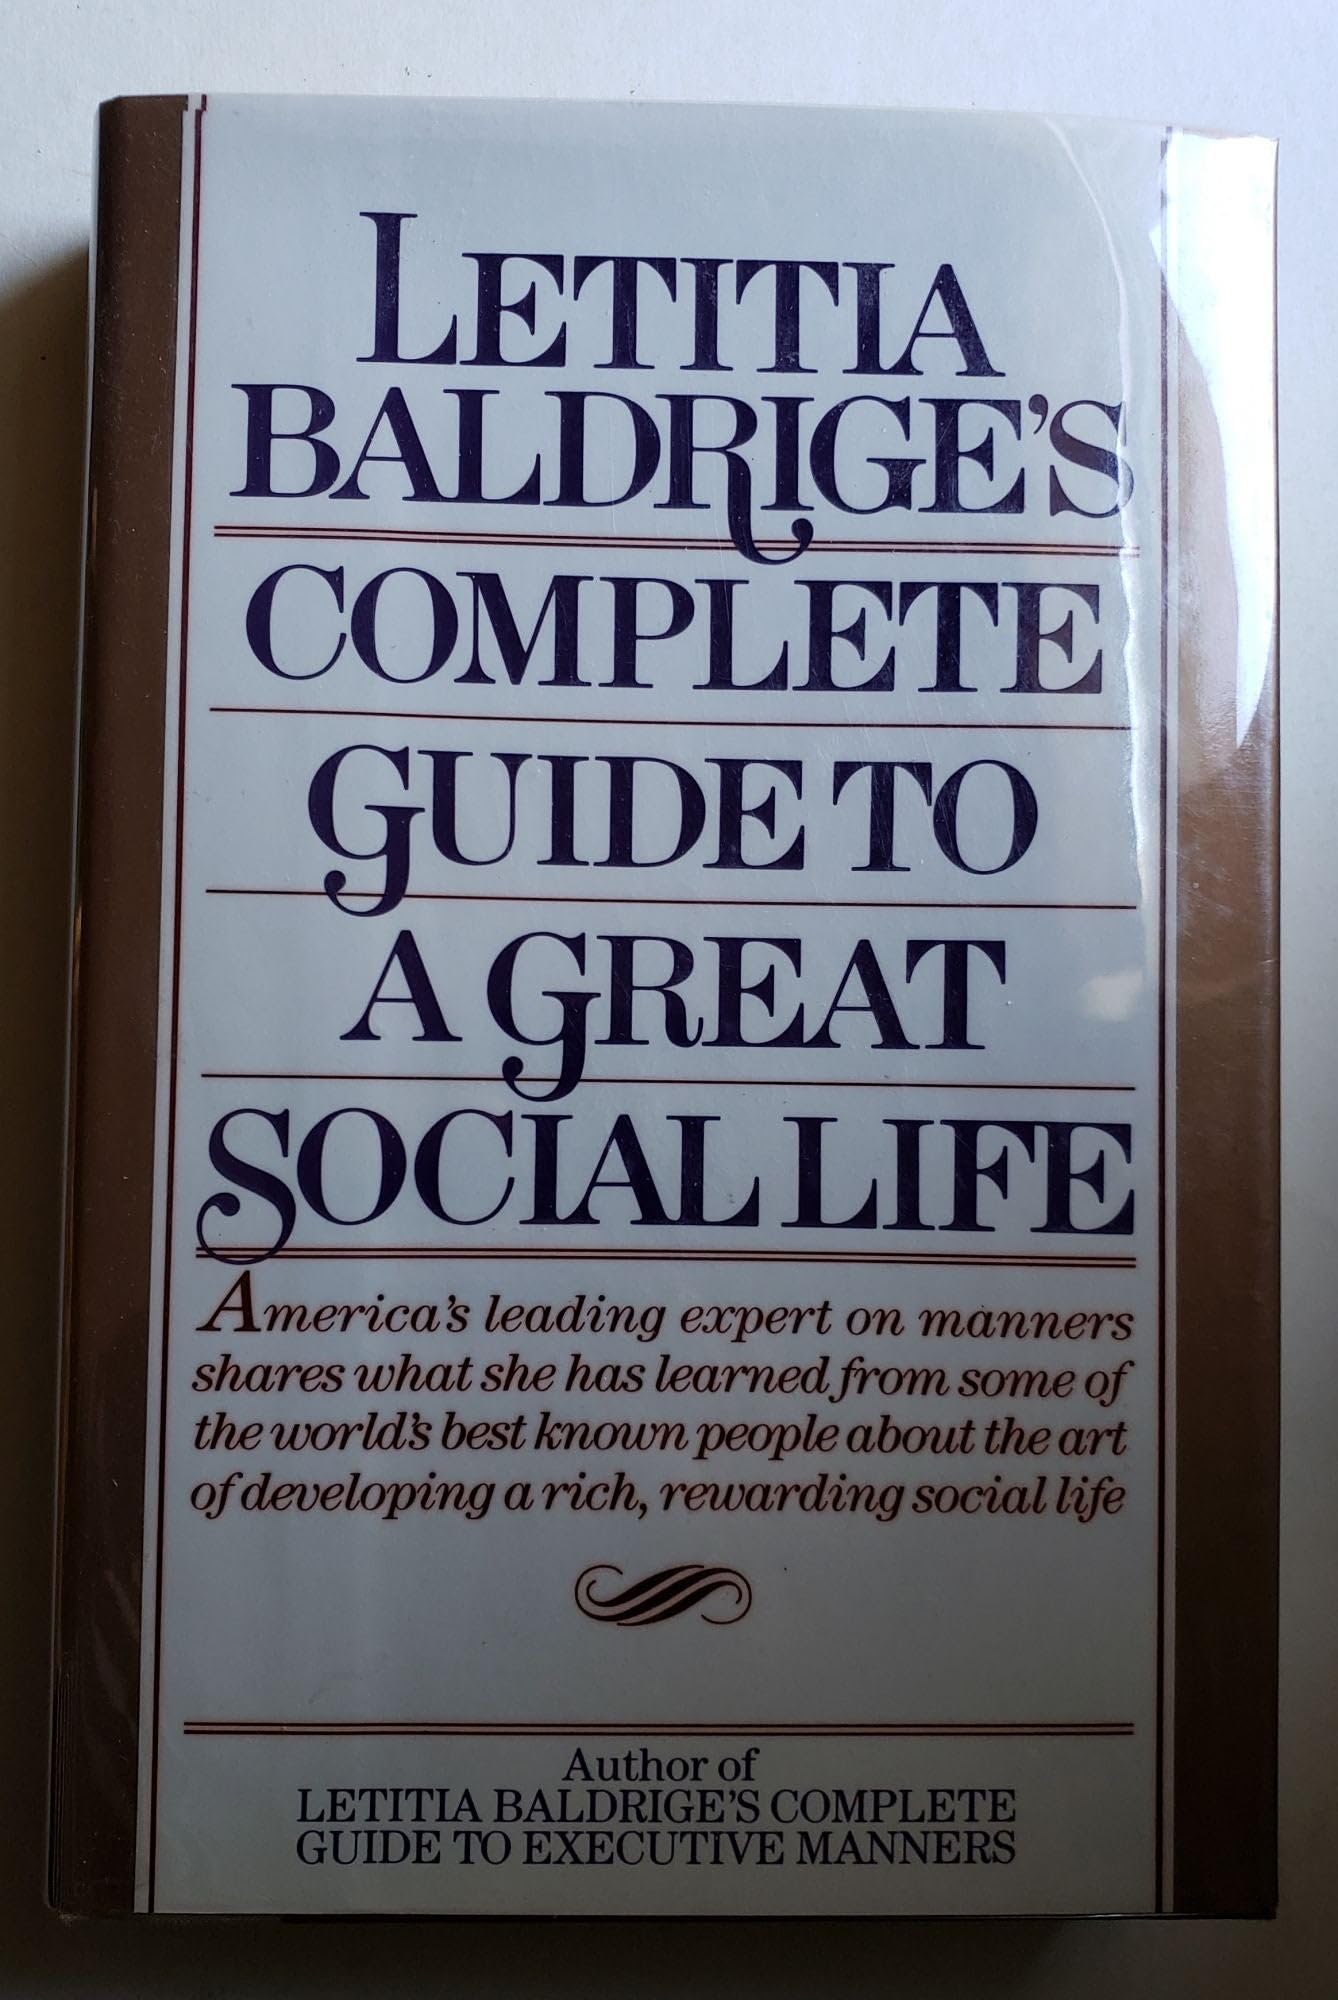 LETITIA
BALDRIGE'S
COMPLETE
GUIDE TO
A GREAT
SOCIAL LIFE
America's leading expert on manners
shares what she has learned from some of
the world's best known people about the art
of developing a rich, rewarding social life
Author of
LETITIA BALDRIGE'S COMPLETE
GUIDE TO EXECUTIVE MANNERS